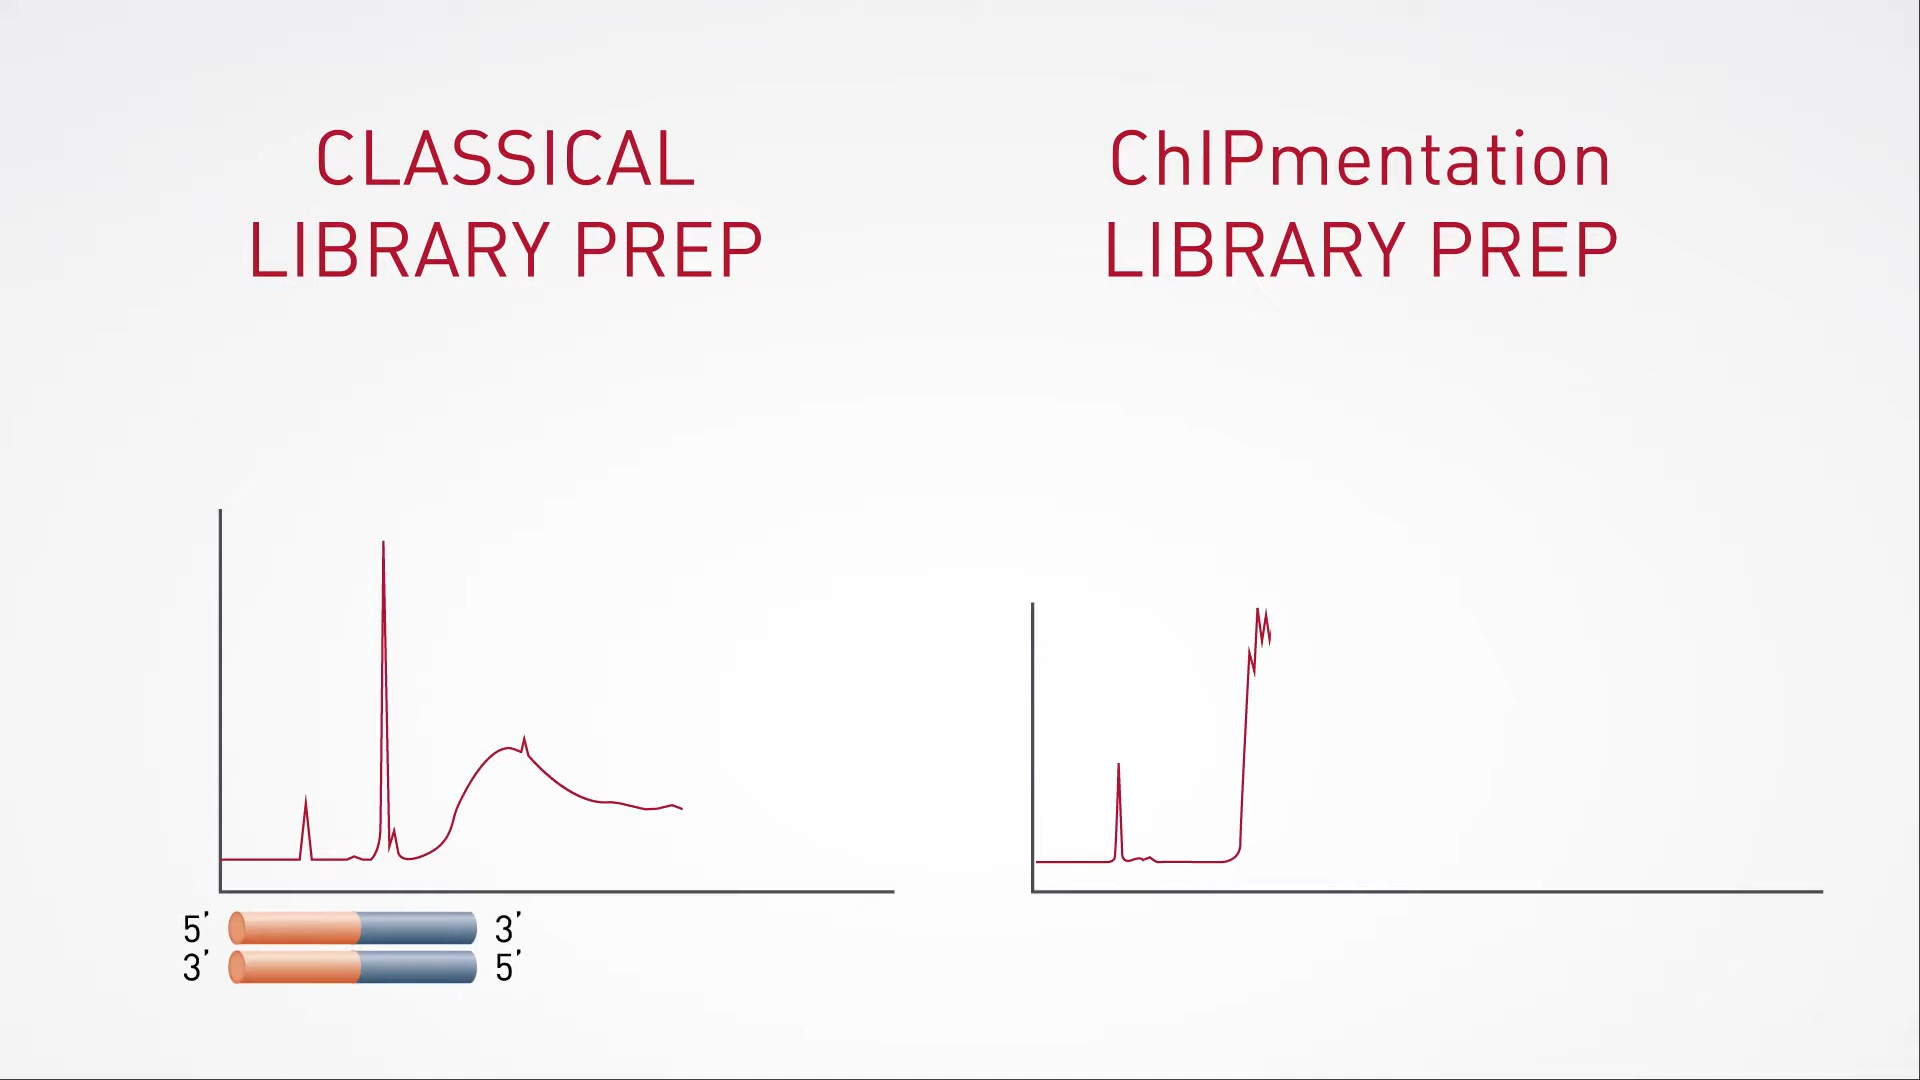 CLASSICAL
LIBRARY PREP
ChIPmentation
LIBRARY PREP
5’ 3’
3’ 5’